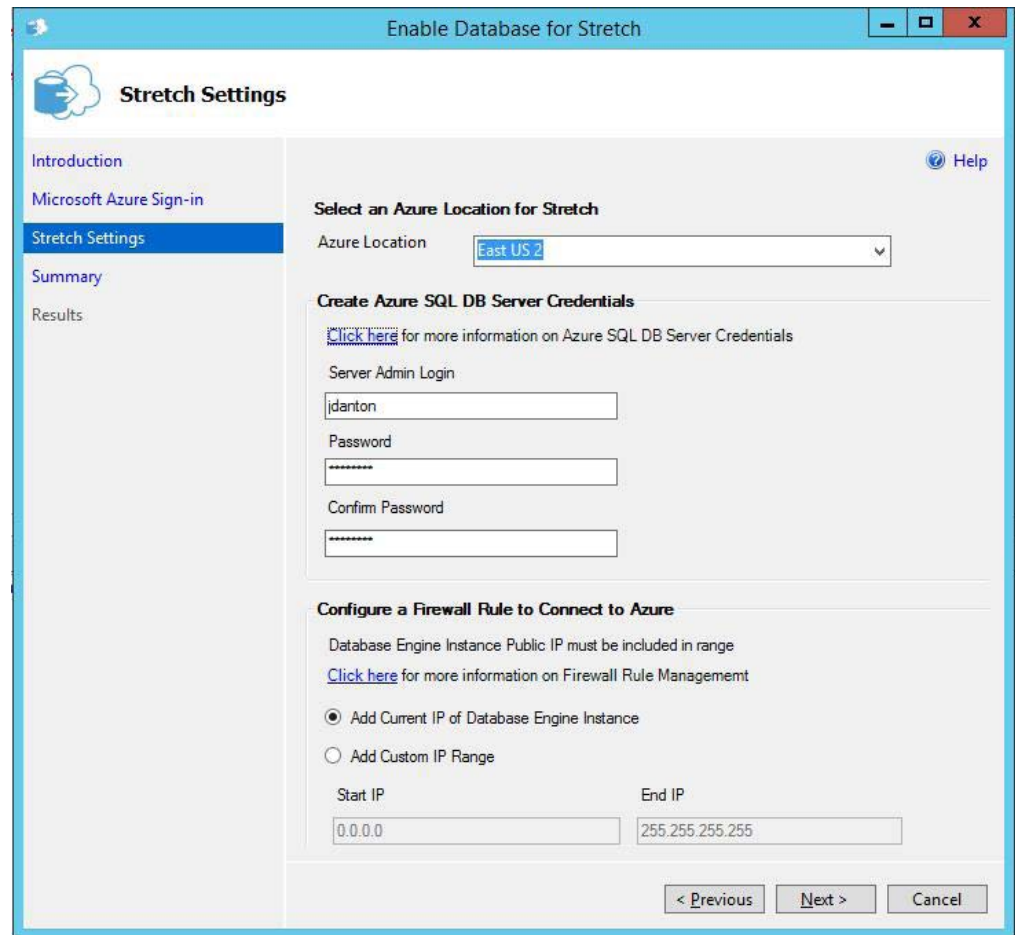 Enable Database for Stretch
Stretch Settings
Introduction
Microsoft Azure Sign-in
Stretch Settings
Summary
Results
Help
Select an Azure Location for Stretch
Azure Location
East US 2
Create Azure SQL DB Server Credentials
Click here for more information on Azure SQL DB Server Credentials
Server Admin Login
jdanton
Password
********
Confirm Password
********
Configure a Firewall Rule to Connect to Azure
Database Engine Instance Public IP must be included in range
Click here for more information on Firewall Rule Managememt
Add Current IP of Database Engine Instance
Add Custom IP Range
Start IP End IP
0.0.0.0 255.255.255.255
< Previous Next > Cancel